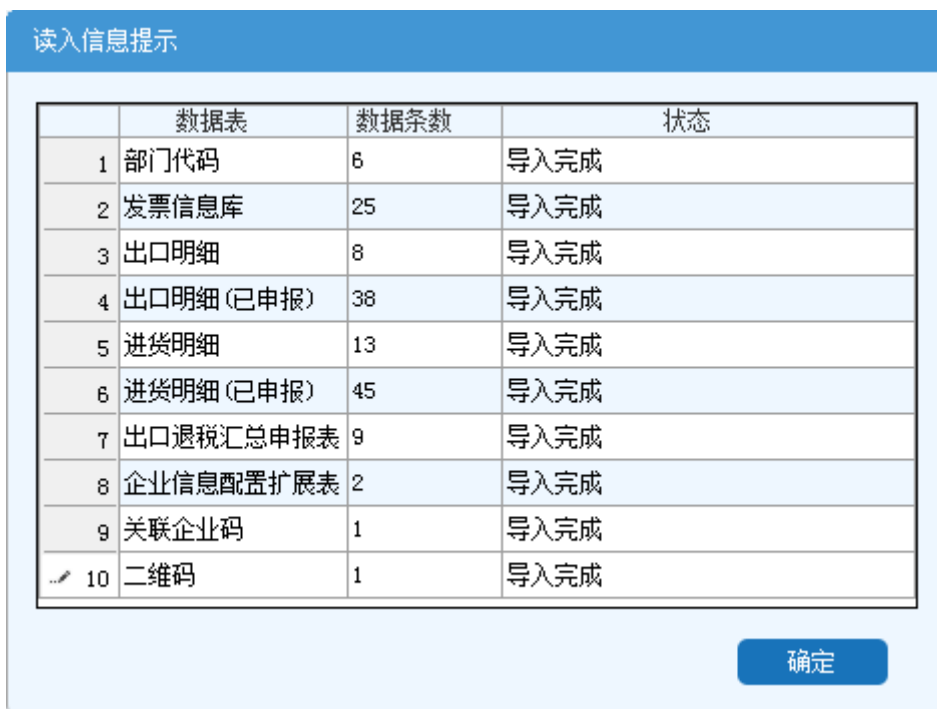 读入信息提示
数据表 数据条数 状态
1 部门代码 6 导入完成
2 发票信息库 25 导入完成
3 出口明细 8 导入完成
4 出口明细(已申报) 38 导入完成
5 进货明细 13 导入完成
6 进货明细(已申报) 45 导入完成
7 出口退税汇总申报表 9 导入完成
8 企业信息配置扩展表 2 导入完成
9 关联企业码 1 导入完成
10 二维码 1 导入完成
确定